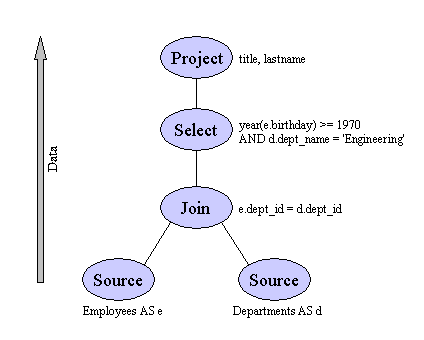 Project
title, lastname
Select
year(e.birthday) >= 1970
AND d.dept_name = 'Engineering'
Data
Join
e.dept_id = d.dept_id
Source
Source
Employees AS e
Departments AS d